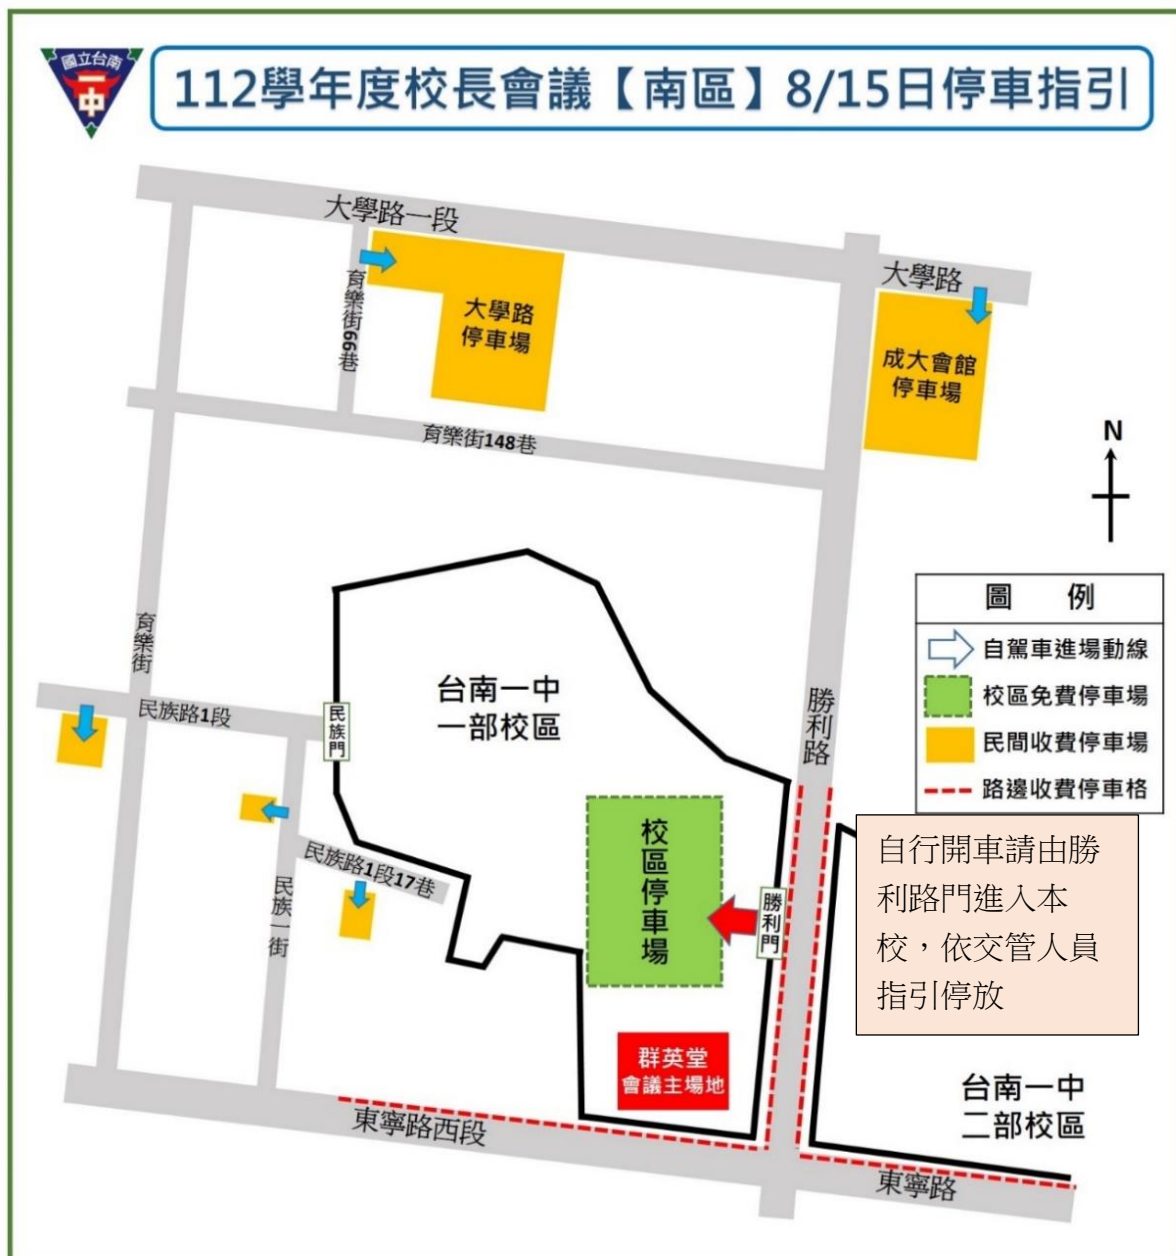 國立台南
一中
112學年度校長會議【南區】8/15日停車指引
大學路一段
大學路
育樂街66巷
大學路
停車場
成大會館
停車場
育樂街148巷
N
圖 例
自駕車進場動線
校區免費停車場
民間收費停車場
路邊收費停車格
育樂街
台南一中
一部校區
勝利路
民族路1段
民族門
校區停車場
勝利門
自行開車請由勝
利路門進入本
校，依交管人員
指引停放
民族路1段17巷
民族一街
群英堂
會議主場地
台南一中
二部校區
東寧路西段
東寧路